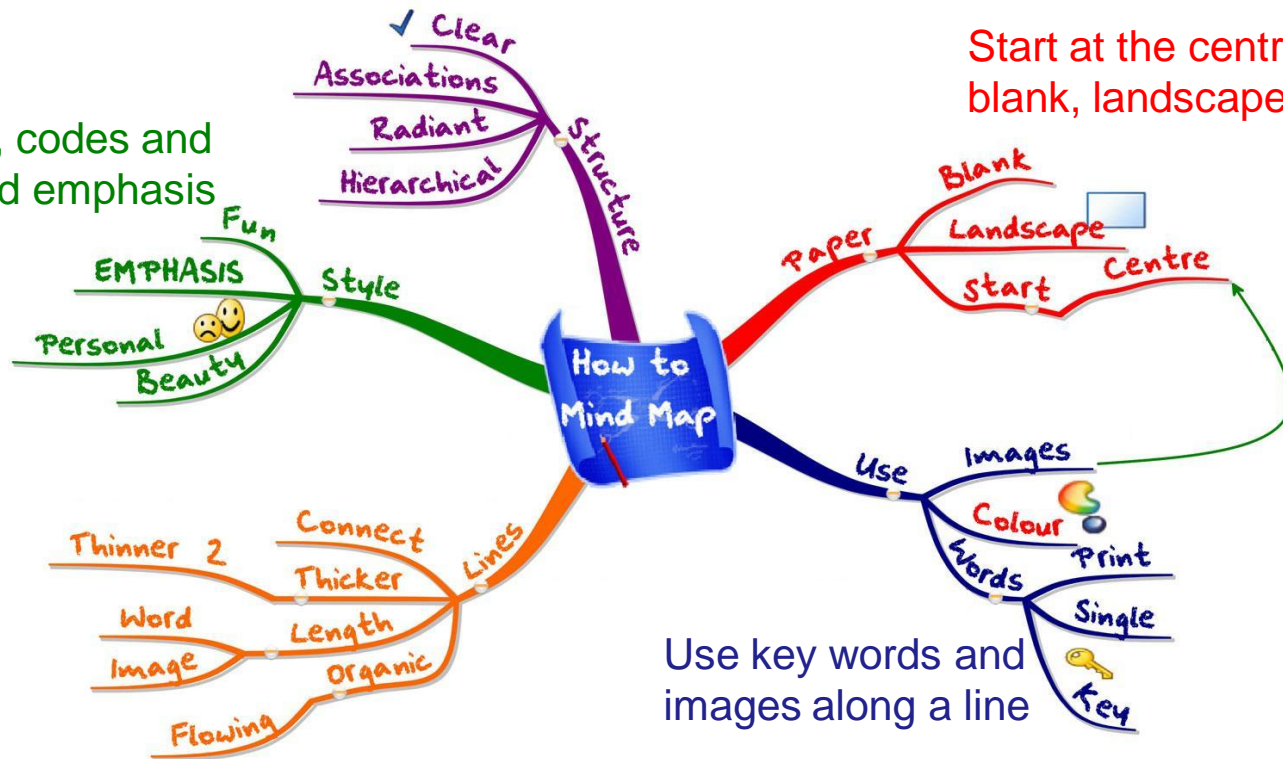 Start at the centr
blank, landscape
, codes and
d emphasis
How to
Mind Map
Paper
Blank
Landscape
Start
Centre
Use
Images
Colour
Words
Print
Single
Key
Use key words and
images along a line
Lines
Connect
Thicker
Thinner 2
Length
Word
Image
Organic
Flowing
Style
Fun
EMPHASIS
Personal
Beauty
Structure
Clear
Associations
Radiant
Hierarchical